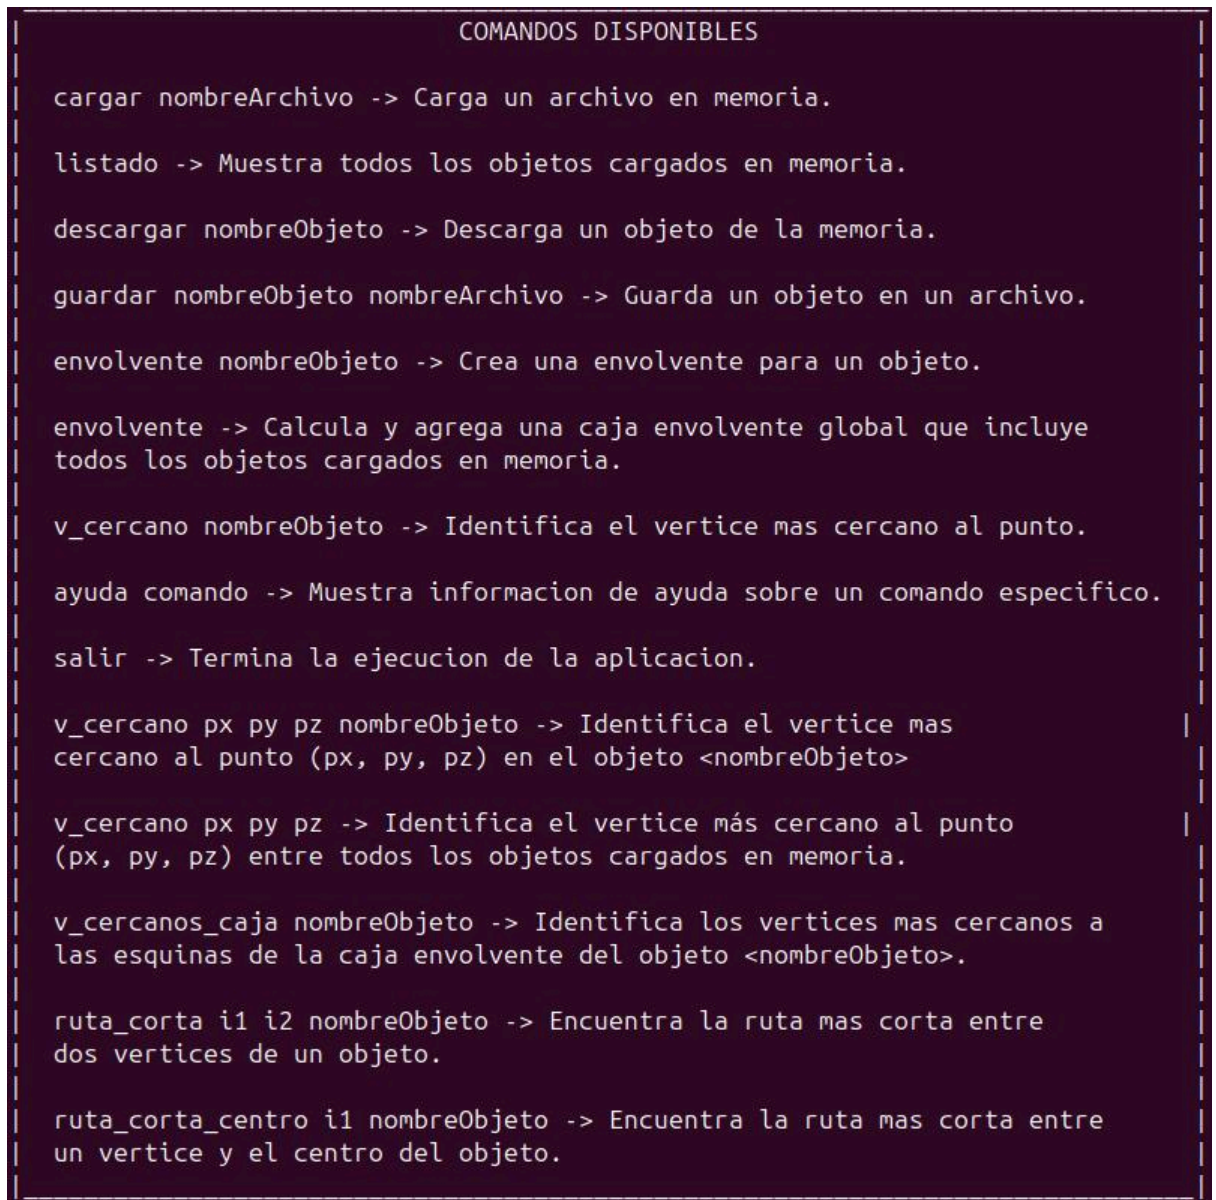 COMANDOS DISPONIBLES
cargar nombreArchivo -> Carga un archivo en memoria.
listado -> Muestra todos los objetos cargados en memoria.
descargar nombreObjeto -> Descarga un objeto de la memoria.
guardar nombreObjeto nombreArchivo -> Guarda un objeto en un archivo.
envolvente nombreObjeto -> Crea una envolvente para un objeto.
envolvente -> Calcula y agrega una caja envolvente global que incluye
todos los objetos cargados en memoria.
v_cercano nombreObjeto -> Identifica el vertice mas cercano al punto.
ayuda comando -> Muestra informacion de ayuda sobre un comando especifico.
salir -> Termina la ejecucion de la aplicacion.
v_cercano px py pz nombreObjeto -> Identifica el vertice mas
cercano al punto (px, py, pz) en el objeto <nombreObjeto>
v_cercano px py pz -> Identifica el vertice más cercano al punto
(px, py, pz) entre todos los objetos cargados en memoria.
v_cercanos_caja nombreObjeto -> Identifica los vertices mas cercanos a
las esquinas de la caja envolvente del objeto <nombreObjeto>.
ruta_corta i1 i2 nombreObjeto -> Encuentra la ruta mas corta entre
dos vertices de un objeto.
ruta_corta_centro i1 nombreObjeto -> Encuentra la ruta mas corta entre
un vertice y el centro del objeto.